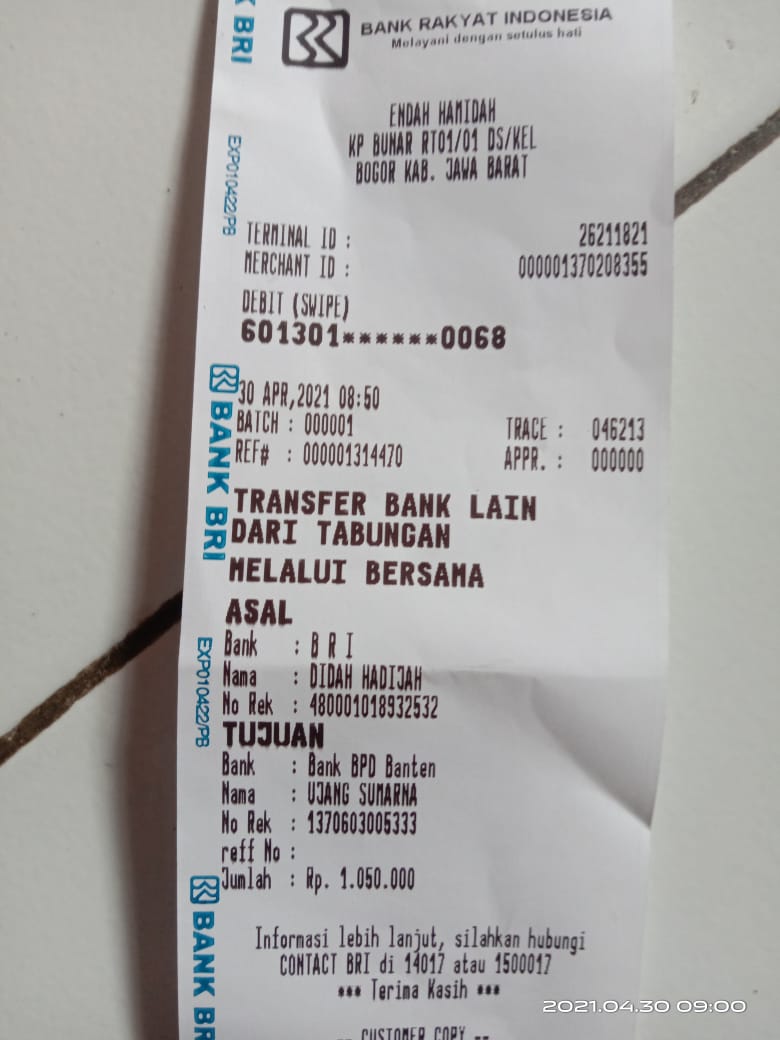 BANK RAKYAT INDONESIA
Melayani dengan setulus hati
ENDAH HAMIDAH
KP BUNAR RT01/01 DS/KEL
BOGOR KAB. JAWA BARAT
TERMINAL ID : 26211821
MERCHANT ID : 000001370208355
DEBIT (SWIPE)
601301******0068
30 APR,2021 08:50
BATCH : 000001 TRACE : 046213
REF# : 000001314470 APPR. : 000000
TRANSFER BANK LAIN
DARI TABUNGAN
MELALUI BERSAMA
ASAL
Bank : B R I
Nama : DIDAH HADIJAH
No Rek : 480001018932532
TUJUAN
Bank : Bank BPD Banten
Nama : UJANG SUMARNA
No Rek : 1370603005333
reff No :
Jumlah : Rp. 1.050.000
Informasi lebih lanjut, silahkan hubungi
CONTACT BRI di 14017 atau 1500017
*** Terima Kasih ***
-- CUSTOMER COPY --
K BRI
EXP010422/PB
BANK BRI
EXP010422/PB
BANK BR
2021.04.30 09:00